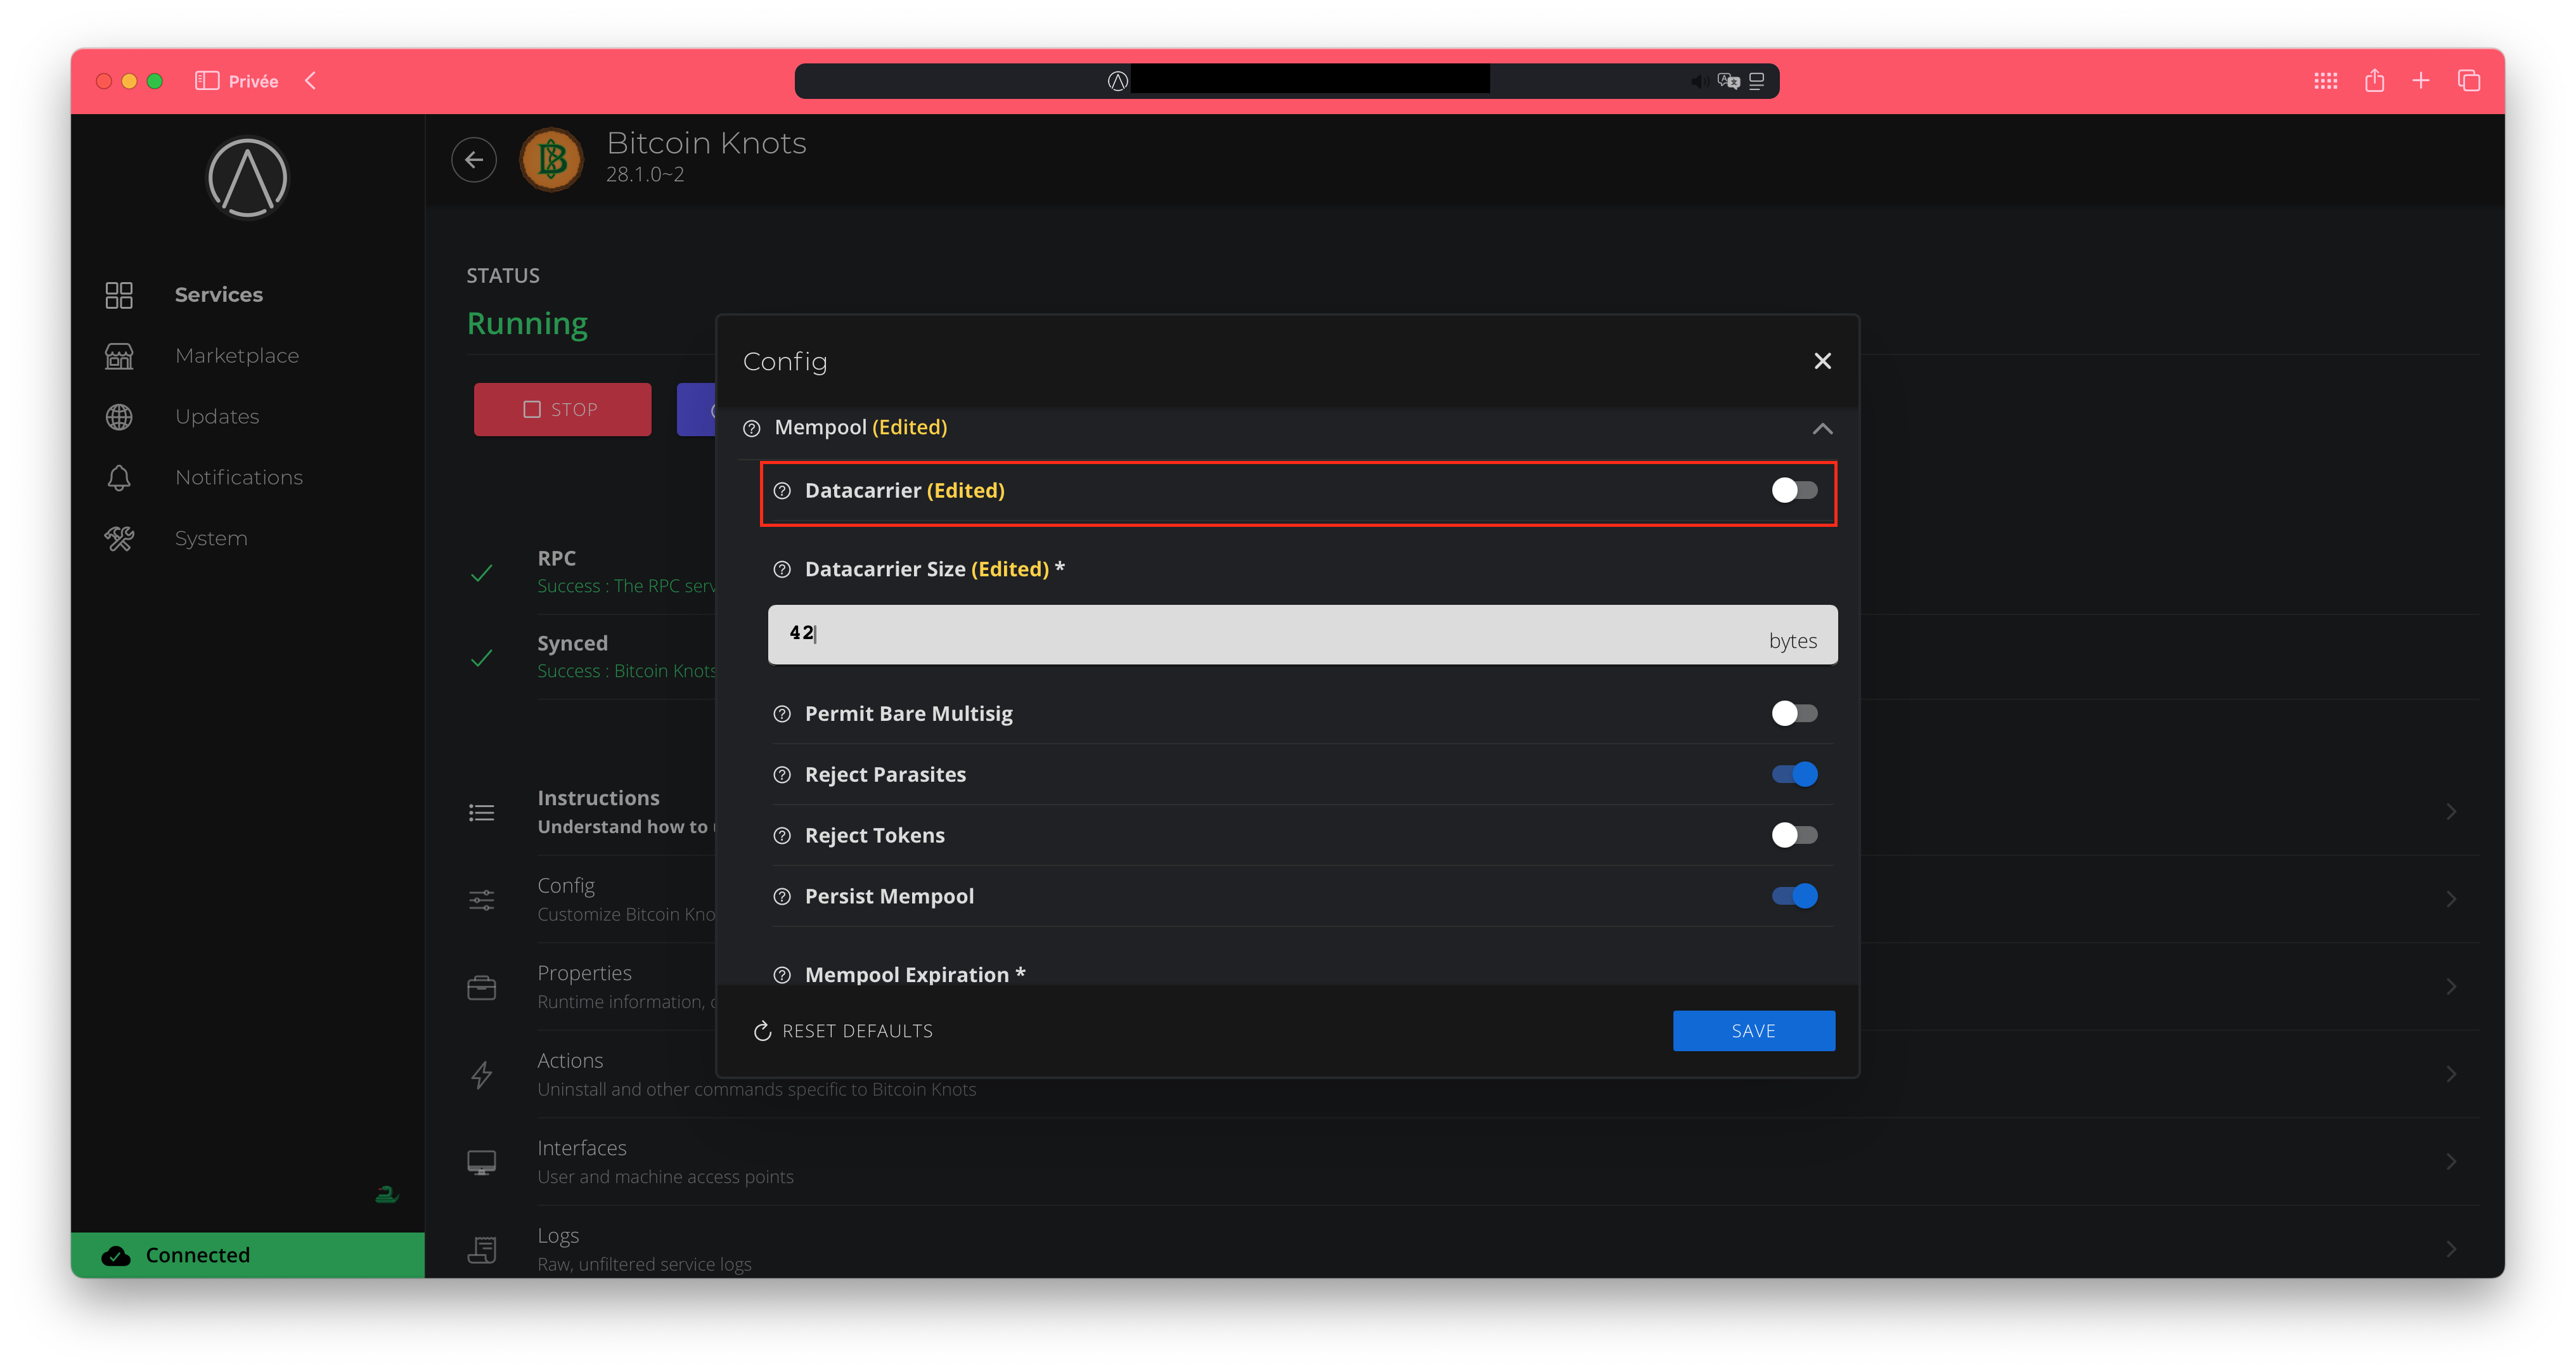 Privée
Bitcoin Knots
28.1.0~2
Services
Marketplace
Updates
Notifications
System
Connected
STATUS
Running
STOP
RPC
Success : The RPC serv
Synced
Success : Bitcoin Knots
Instructions
Understand how to
Config
Customize Bitcoin Kno
Properties
Runtime information,
Actions
Uninstall and other commands specific to Bitcoin Knots
Interfaces
User and machine access points
Logs
Raw, unfiltered service logs
Config
Mempool (Edited)
Datacarrier (Edited)
Datacarrier Size (Edited) *
42
bytes
Permit Bare Multisig
Reject Parasites
Reject Tokens
Persist Mempool
Mempool Expiration *
RESET DEFAULTS
SAVE